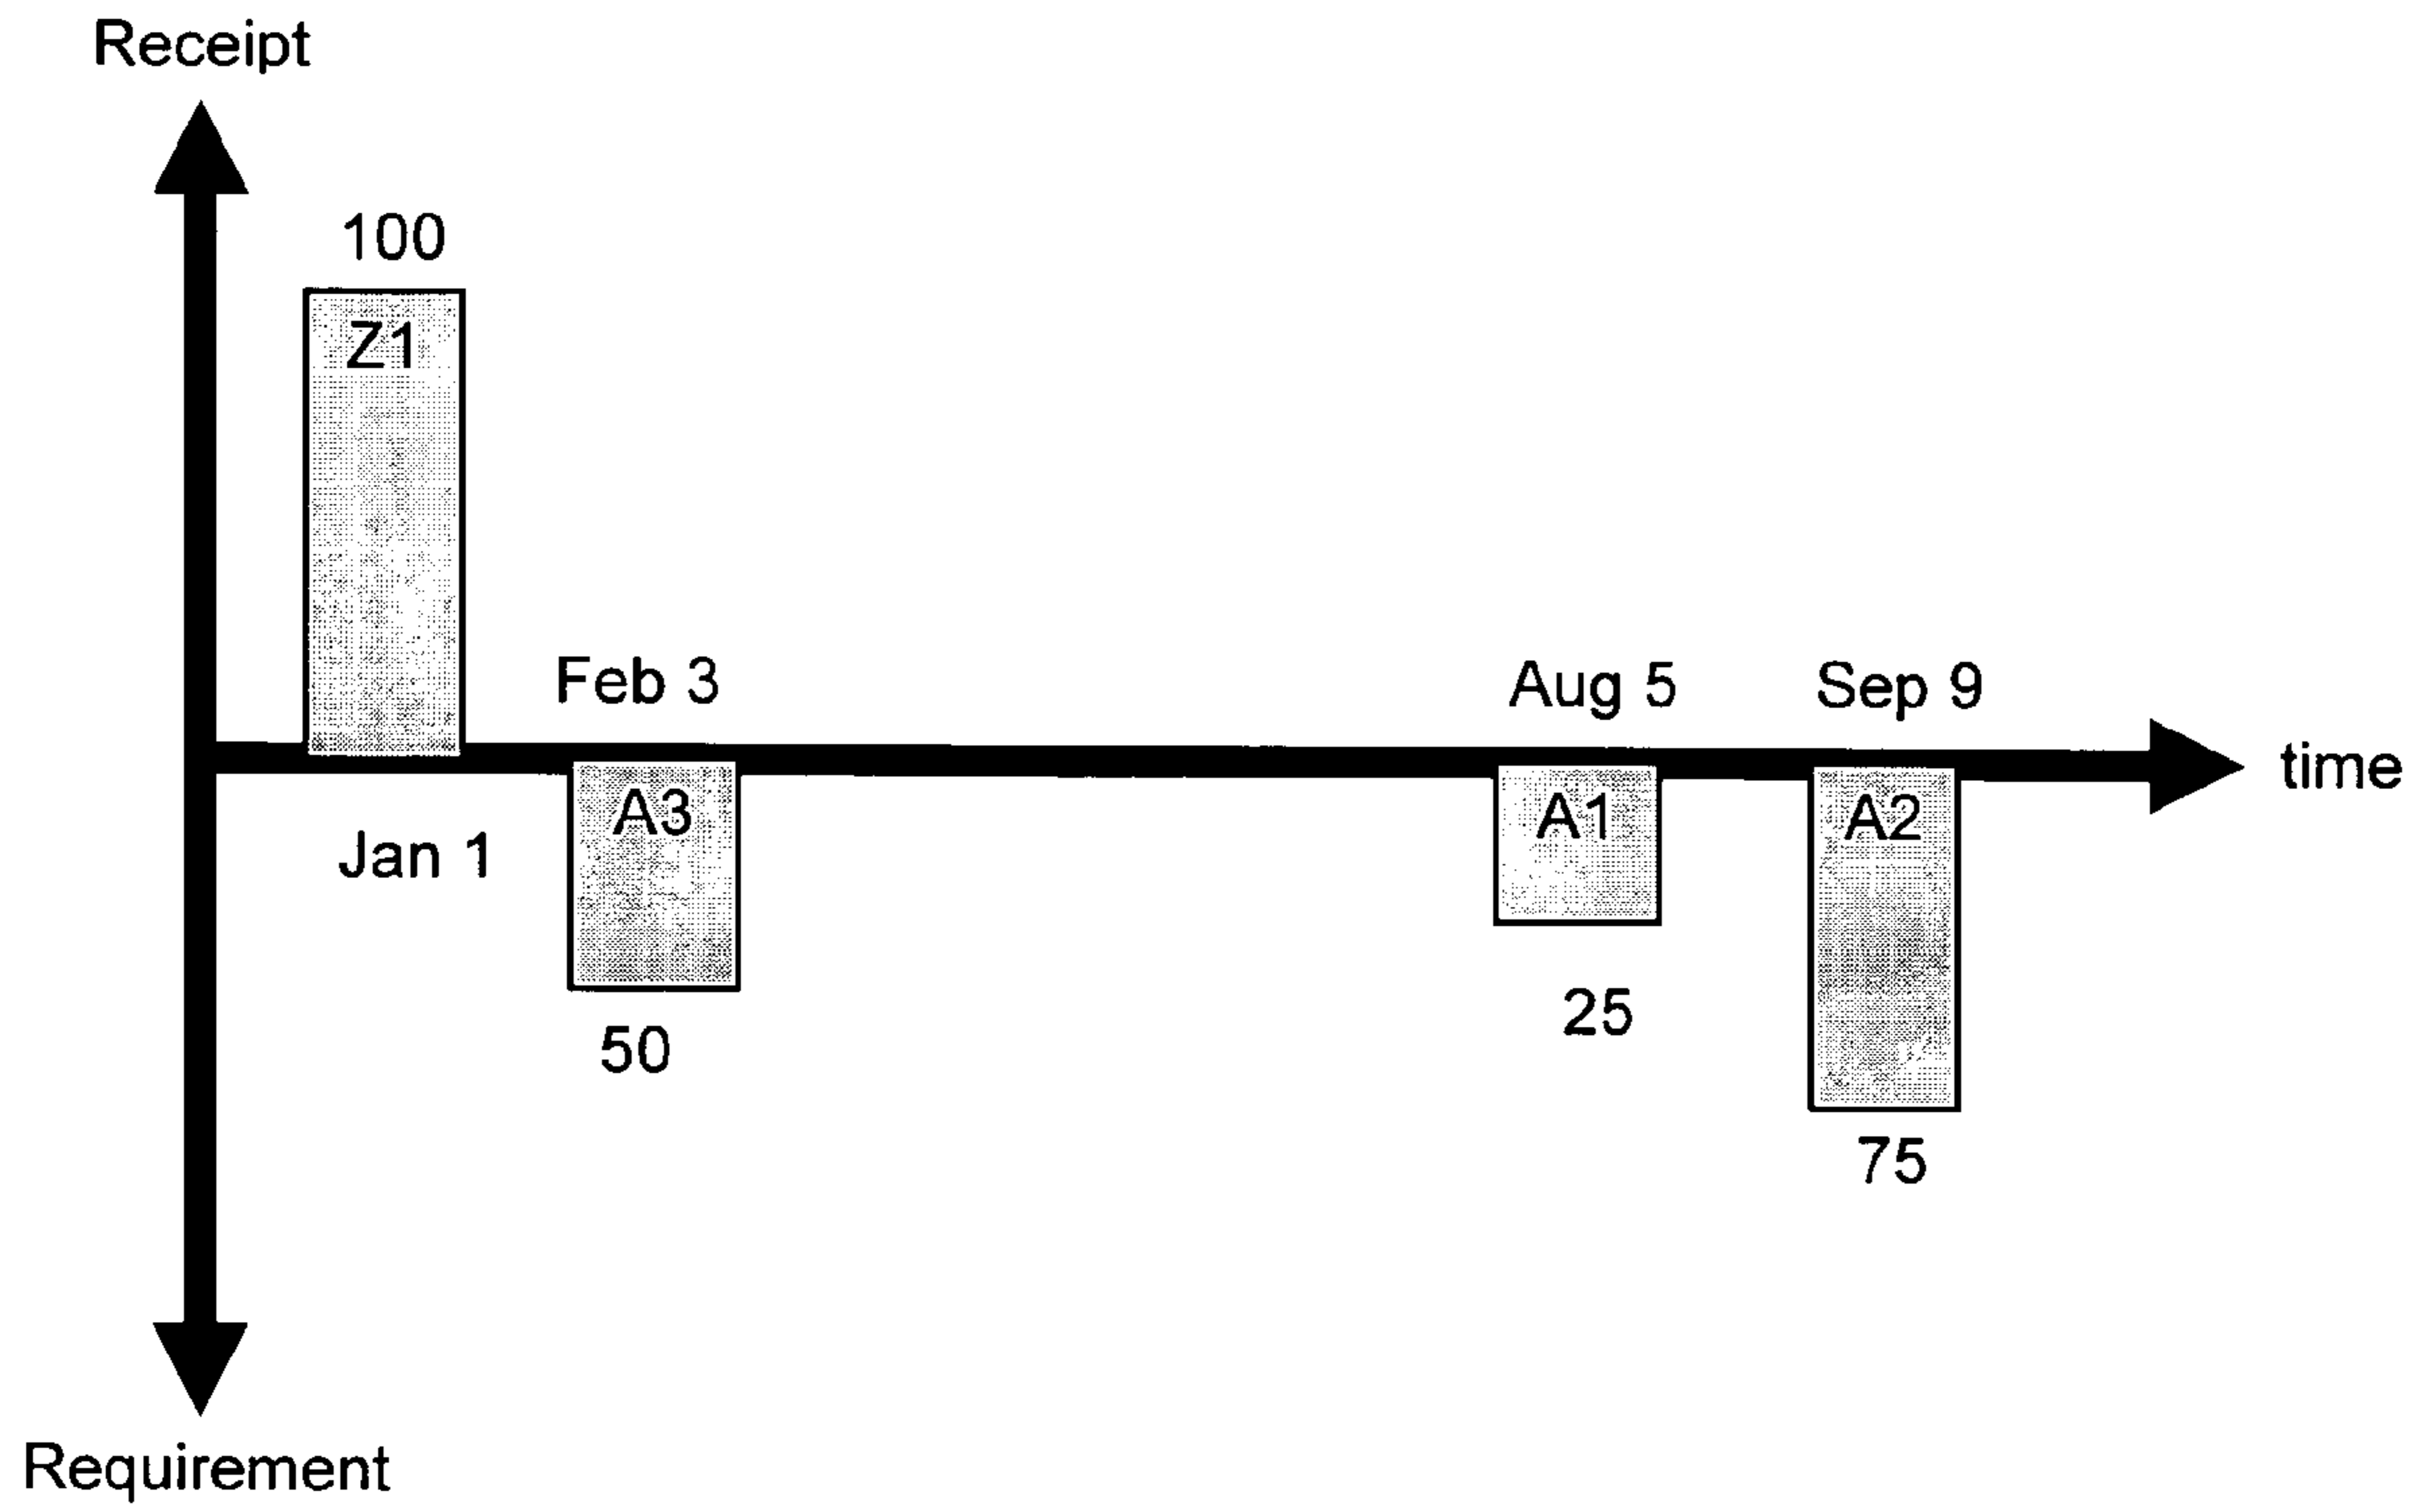 Receipt
100
Z1
Feb 3
Aug 5
Sep 9
time
Jan 1
A3
A1
A2
50
25
75
Requirement